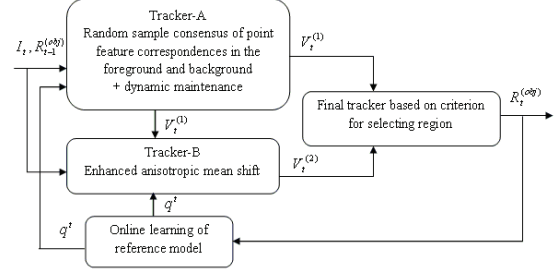 Tracker-A
Random sample consensus of point
feature correspondences in the
foreground and background
+ dynamic maintenance
I_t, R_{t-1}^{(obj)}
V_t^{(1)}
V_t^{(1)}
Final tracker based on criterion
for selecting region
R_t^{(obj)}
Tracker-B
Enhanced anisotropic mean shift
V_t^{(2)}
q^t
q^t
Online learning of
reference model